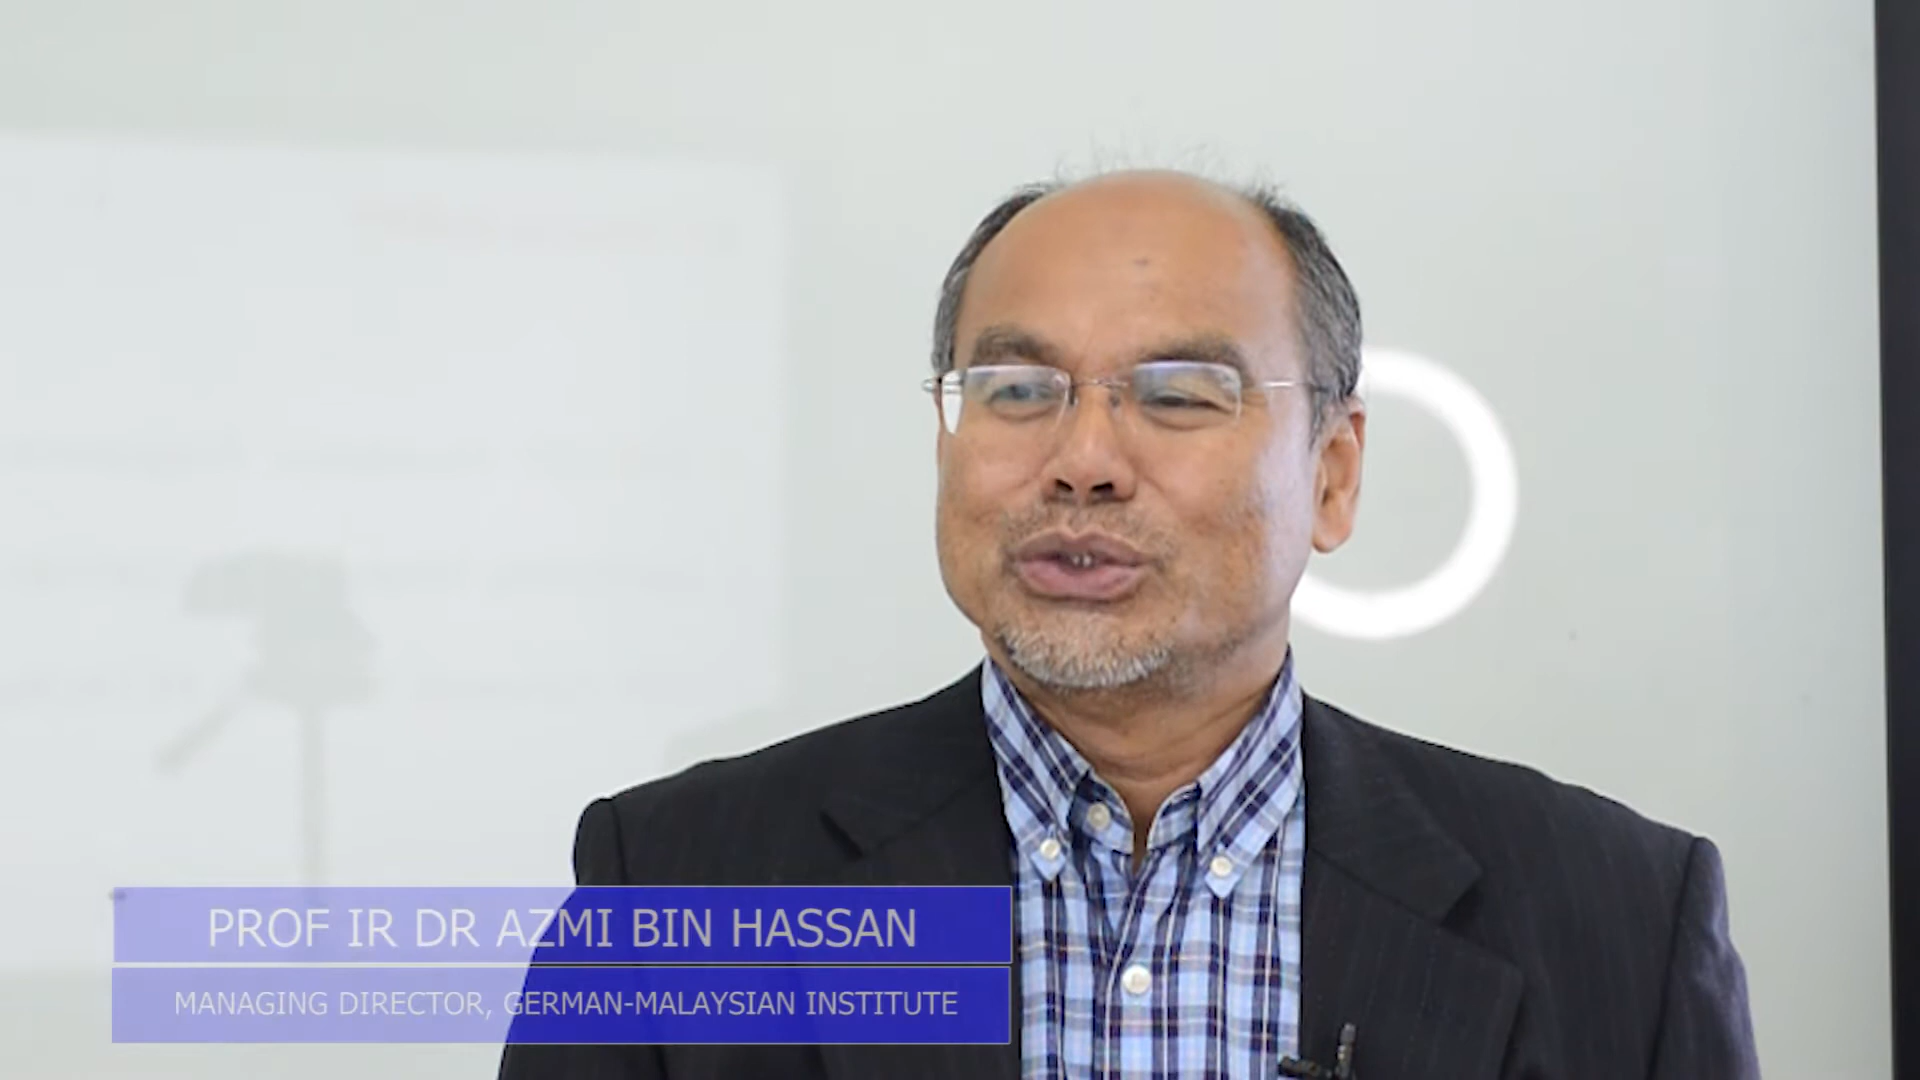 PROF IR DR AZMI BIN HASSAN
MANAGING DIRECTOR, GERMAN-MALAYSIAN INSTITUTE